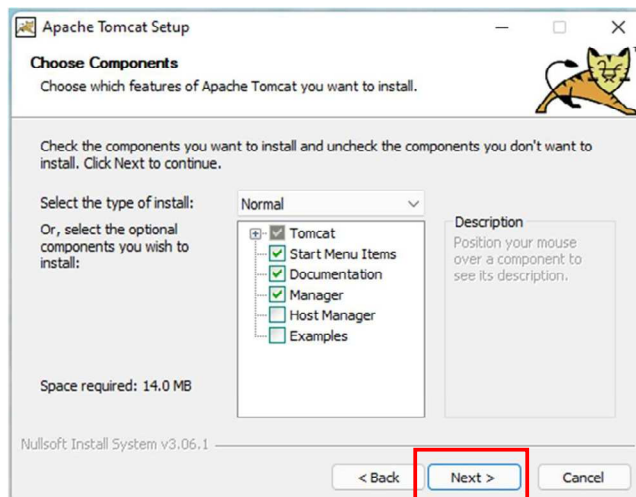 Apache Tomcat Setup
Choose Components
Choose which features of Apache Tomcat you want to install.
Check the components you want to install and uncheck the components you don't want to
install. Click Next to continue.
Select the type of install:
Normal
Or, select the optional
components you wish to
install:
Tomcat
Start Menu Items
Documentation
Manager
Host Manager
Examples
Description
Position your mouse
over a component to
see its description.
Space required: 14.0 MB
Nullsoft Install System v3.06.1
< Back
Next >
Cancel